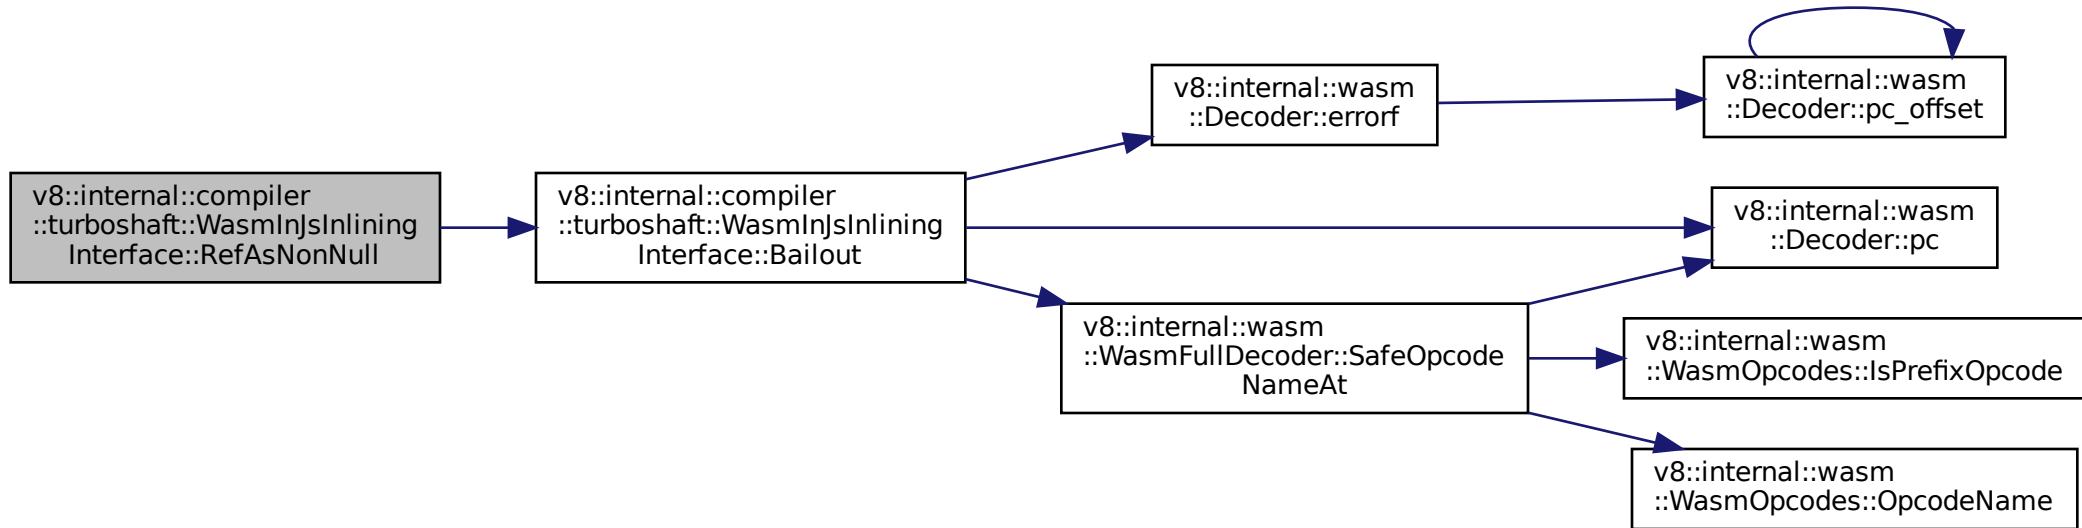 v8::internal::compiler
::turboshaft::WasmInJsInlining
Interface::RefAsNonNull
v8::internal::compiler
::turboshaft::WasmInJsInlining
Interface::Bailout
v8::internal::wasm
::Decoder::errorf
v8::internal::wasm
::Decoder::pc_offset
v8::internal::wasm
::Decoder::pc
v8::internal::wasm
::WasmFullDecoder::SafeOpcode
NameAt
v8::internal::wasm
::WasmOpcodes::IsPrefixOpcode
v8::internal::wasm
::WasmOpcodes::OpcodeName